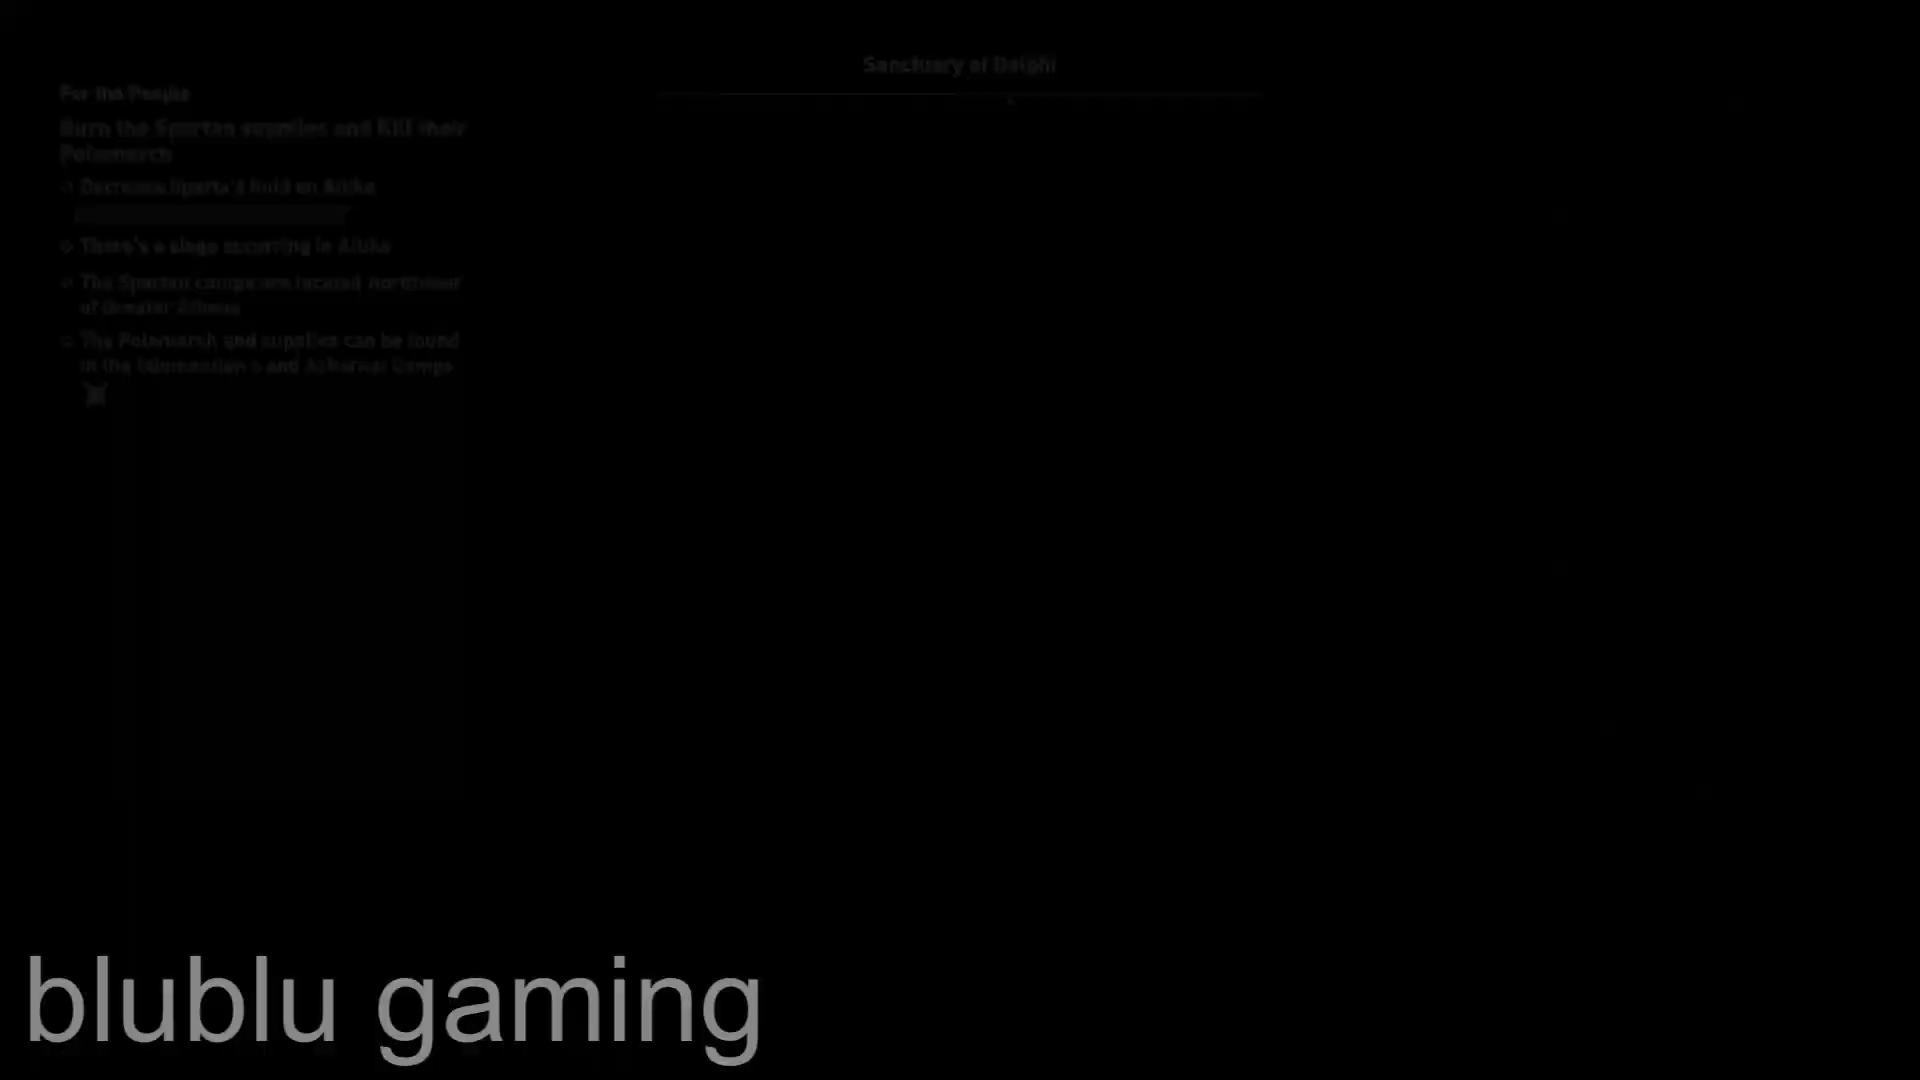 Sanctuary of Delphi
For the People
Burn the Spartan supplies and Kill their
Polemarch
Decrease Sparta's hold on Attika
There's a siege occurring in Attika
The Spartan camps are located northwest
of Greater Athens
The Polemarch and supplies can be found
in the and Camps
blublu gaming